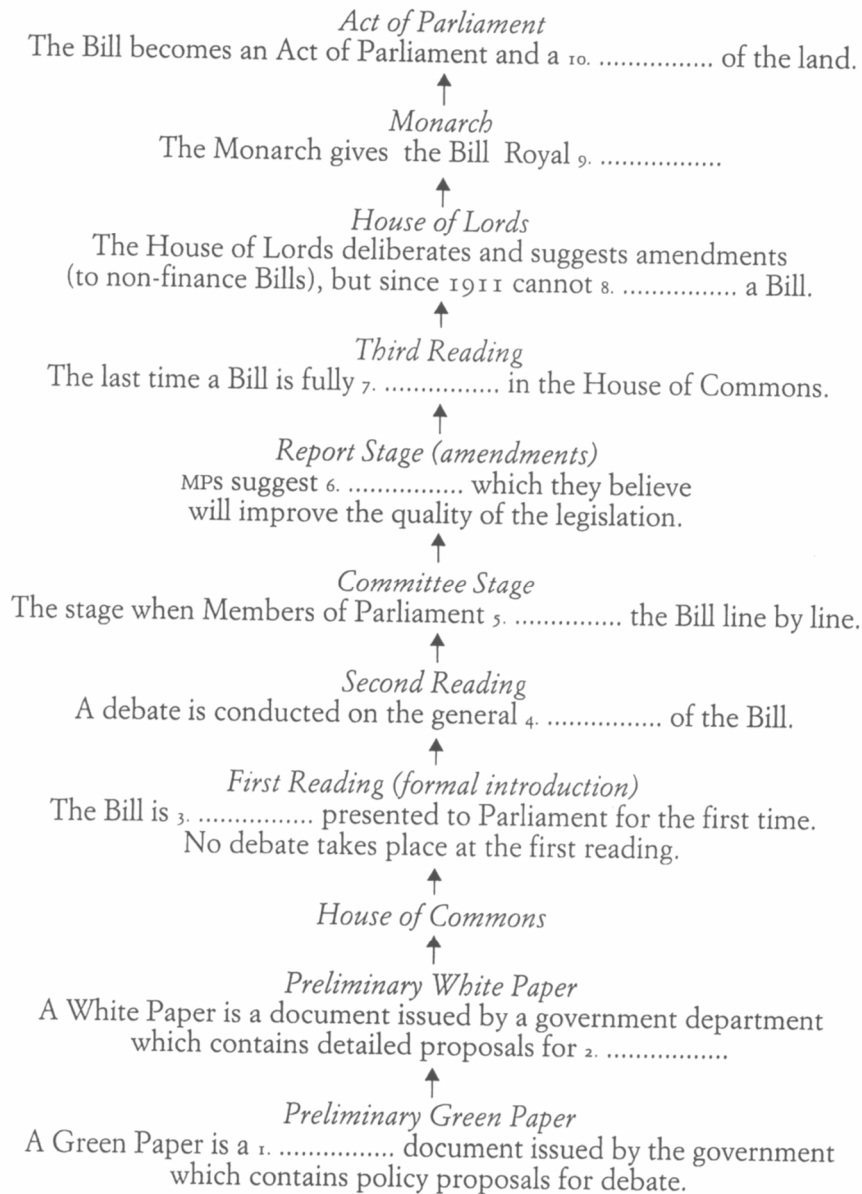 Act of Parliament
The Bill becomes an Act of Parliament and a 10. ................ of the land.
Monarch
The Monarch gives the Bill Royal 9. .................
House of Lords
The House of Lords deliberates and suggests amendments
(to non-finance Bills), but since 1911 cannot 8. ................ a Bill.
Third Reading
The last time a Bill is fully 7. ................ in the House of Commons.
Report Stage (amendments)
MPs suggest 6. ................ which they believe
will improve the quality of the legislation.
Committee Stage
The stage when Members of Parliament 5. ............... the Bill line by line.
Second Reading
A debate is conducted on the general 4. ................ of the Bill.
First Reading (formal introduction)
The Bill is 3. ................ presented to Parliament for the first time.
No debate takes place at the first reading.
House of Commons
Preliminary White Paper
A White Paper is a document issued by a government department
which contains detailed proposals for 2. .................
Preliminary Green Paper
A Green Paper is a 1. ................ document issued by the government
which contains policy proposals for debate.